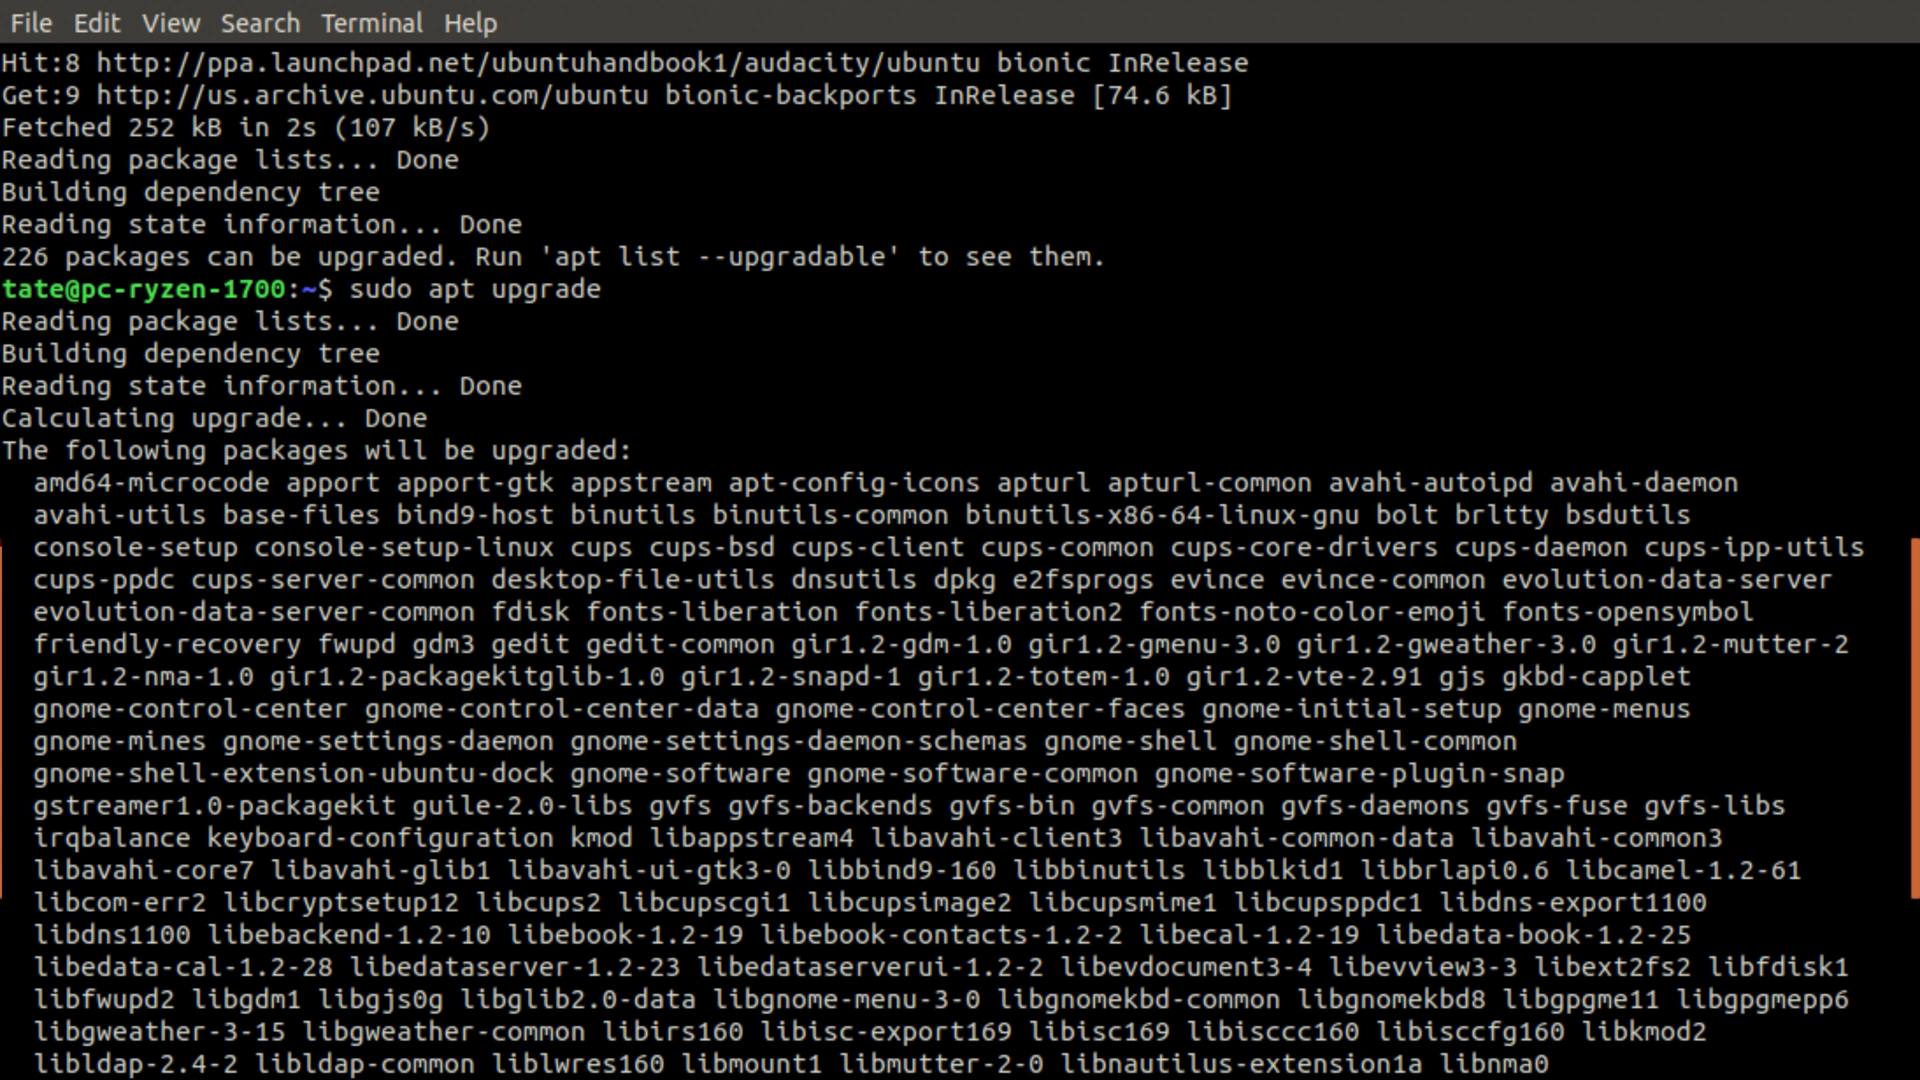 File Edit View Search Terminal Help
Hit:8 http://ppa.launchpad.net/ubuntuhandbook1/audacity/ubuntu bionic InRelease
Get:9 http://us.archive.ubuntu.com/ubuntu bionic-backports InRelease [74.6 kB]
Fetched 252 kB in 2s (107 kB/s)
Reading package lists... Done
Building dependency tree
Reading state information... Done
226 packages can be upgraded. Run 'apt list --upgradable' to see them.
tate@pc-ryzen-1700:~$ sudo apt upgrade
Reading package lists... Done
Building dependency tree
Reading state information... Done
Calculating upgrade... Done
The following packages will be upgraded:
amd64-microcode apport apport-gtk appstream apt-config-icons apturl apturl-common avahi-autoipd avahi-daemon
avahi-utils base-files bind9-host binutils binutils-common binutils-x86-64-linux-gnu bolt brltty bsdutils
console-setup console-setup-linux cups cups-bsd cups-client cups-common cups-core-drivers cups-daemon cups-ipp-utils
cups-ppdc cups-server-common desktop-file-utils dnsutils dpkg e2fsprogs evince evince-common evolution-data-server
evolution-data-server-common fdisk fonts-liberation fonts-liberation2 fonts-noto-color-emoji fonts-opensymbol
friendly-recovery fwupd gdm3 gedit gedit-common gir1.2-gdm-1.0 gir1.2-gmenu-3.0 gir1.2-gweather-3.0 gir1.2-mutter-2
gir1.2-nma-1.0 gir1.2-packagekitglib-1.0 gir1.2-snapd-1 gir1.2-totem-1.0 gir1.2-vte-2.91 gjs gkbd-capplet
gnome-control-center gnome-control-center-data gnome-control-center-faces gnome-initial-setup gnome-menus
gnome-mines gnome-settings-daemon gnome-settings-daemon-schemas gnome-shell gnome-shell-common
gnome-shell-extension-ubuntu-dock gnome-software gnome-software-common gnome-software-plugin-snap
gstreamer1.0-packagekit guile-2.0-libs gvfs gvfs-backends gvfs-bin gvfs-common gvfs-daemons gvfs-fuse gvfs-libs
irqbalance keyboard-configuration kmod libappstream4 libavahi-client3 libavahi-common-data libavahi-common3
libavahi-core7 libavahi-glib1 libavahi-ui-gtk3-0 libbind9-160 libbinutils libblkid1 libbrlapi0.6 libcamel-1.2-61
libcom-err2 libcryptsetup12 libcups2 libcupscgi1 libcupsimage2 libcupsmime1 libcupsppdc1 libdns-export1100
libdns1100 libebackend-1.2-10 libebook-1.2-19 libebook-contacts-1.2-2 libecal-1.2-19 libedata-book-1.2-25
libedata-cal-1.2-28 libedataserver-1.2-23 libedataserverui-1.2-2 libevdocument3-4 libevview3-3 libext2fs2 libfdisk1
libfwupd2 libgdm1 libgjs0g libglib2.0-data libgnome-menu-3-0 libgnomekbd-common libgnomekbd8 libgpgme11 libgpgmepp6
libgweather-3-15 libgweather-common libirs160 libisc-export169 libisc169 libisccc160 libisccfg160 libkmod2
libldap-2.4-2 libldap-common liblwres160 libmount1 libmutter-2-0 libnautilus-extension1a libnma0